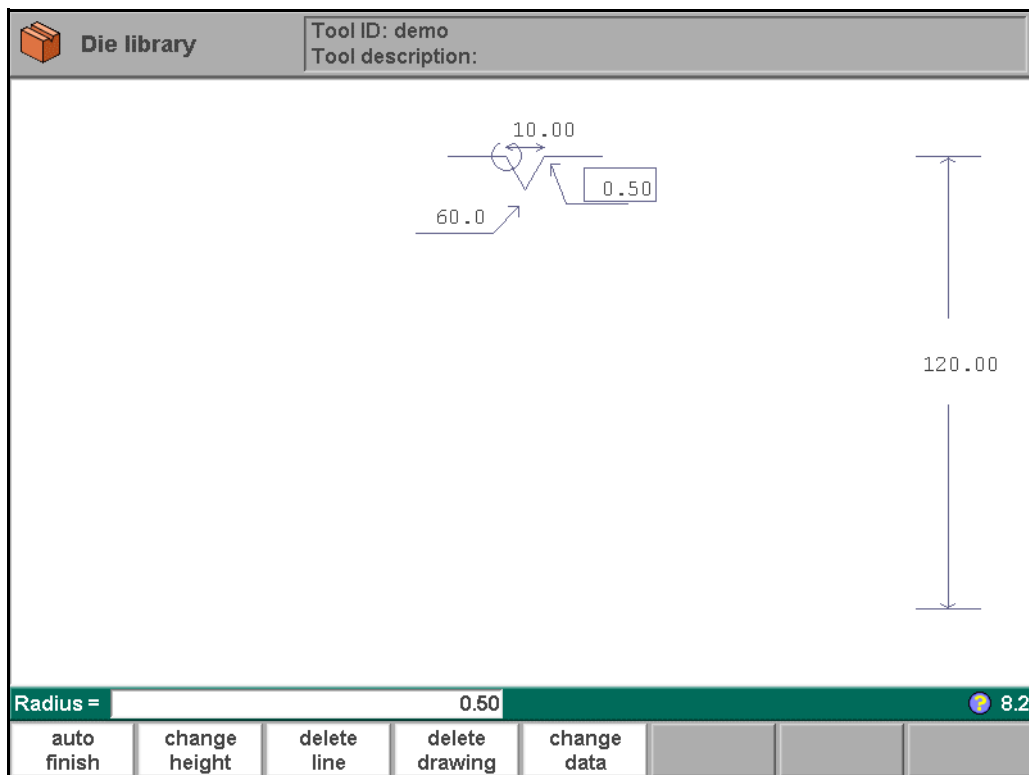 Die library
Tool ID: demo
Tool description:
10.00
0.50
60.0
120.00
Radius = 0.50
? 8.2
auto finish
change height
delete line
delete drawing
change data